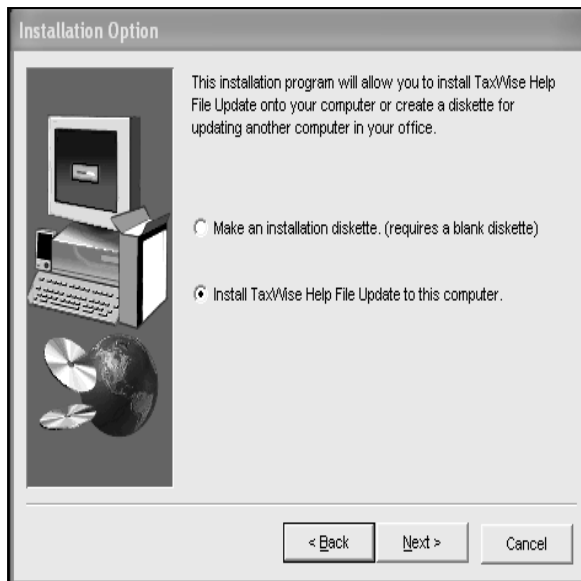 Installation Option
This installation program will allow you to install TaxWise Help
File Update onto your computer or create a diskette for
updating another computer in your office.
Make an installation diskette. (requires a blank diskette)
Install TaxWise Help File Update to this computer.
< Back
Next >
Cancel